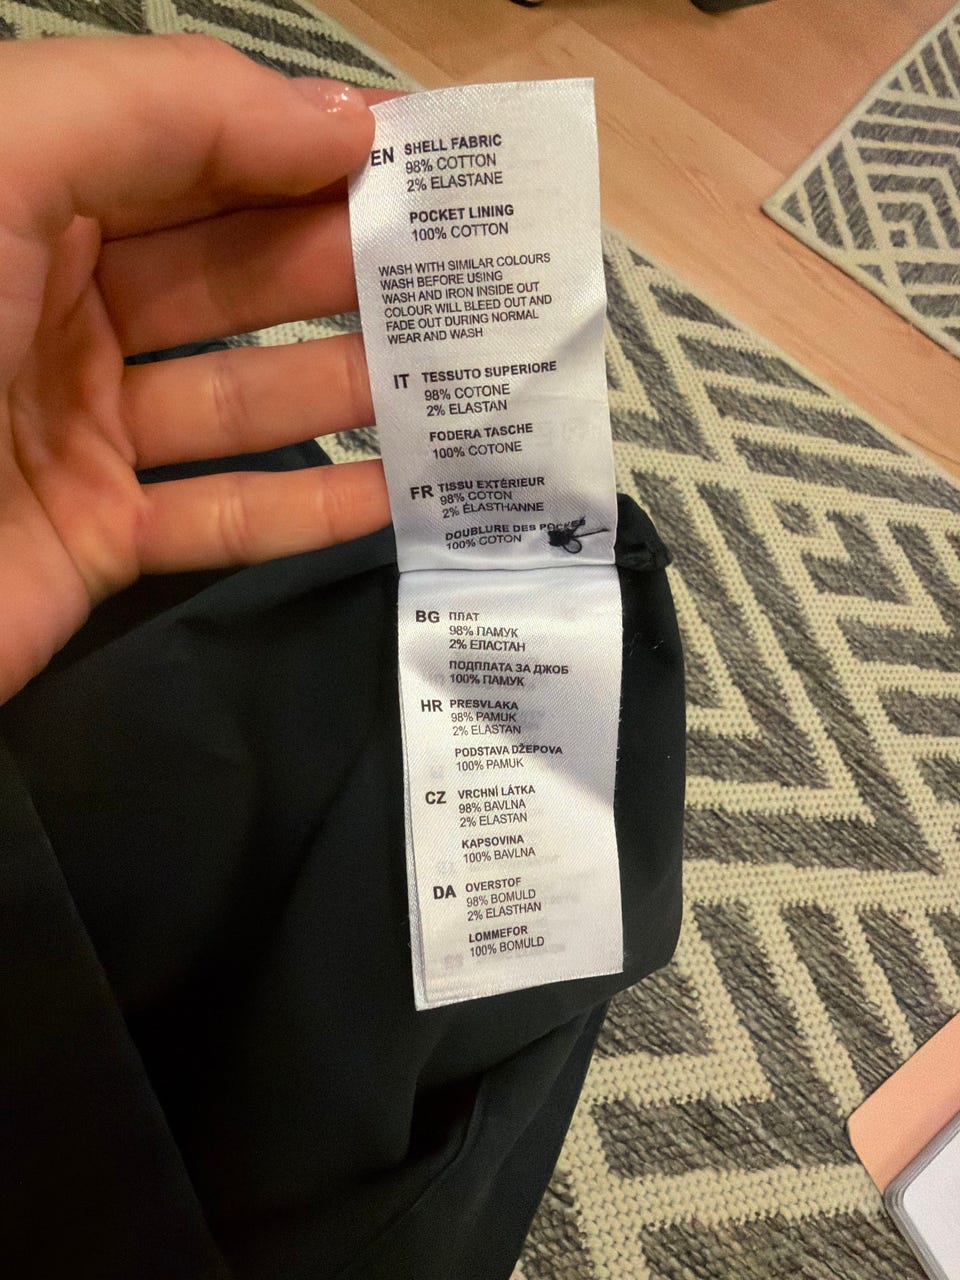 EN SHELL FABRIC
98% COTTON
2% ELASTANE
POCKET LINING
100% COTTON
WASH WITH SIMILAR COLOURS
WASH BEFORE USING
WASH AND IRON INSIDE OUT
COLOUR WILL BLEED OUT AND
FADE OUT DURING NORMAL
WEAR AND WASH
IT TESSUTO SUPERIORE
98% COTONE
2% ELASTAN
FODERA TASCHE
100% COTONE
FR TISSU EXTÉRIEUR
98% COTON
2% ÉLASTHANNE
DOUBLURE DES POCHES
100% COTON
BG ПЛАТ
98% ПАМУК
2% ЕЛАСТАН
ПОДПЛАТА ЗА ДЖОБ
100% ПАМУК
HR PRESVLAKA
98% PAMUK
2% ELASTAN
PODSTAVA DŽEPOVA
100% PAMUK
CZ VRCHNÍ LÁTKA
98% BAVLNA
2% ELASTAN
KAPSOVINA
100% BAVLNA
DA OVERSTOF
98% BOMULD
2% ELASTHAN
LOMMEFOR
100% BOMULD